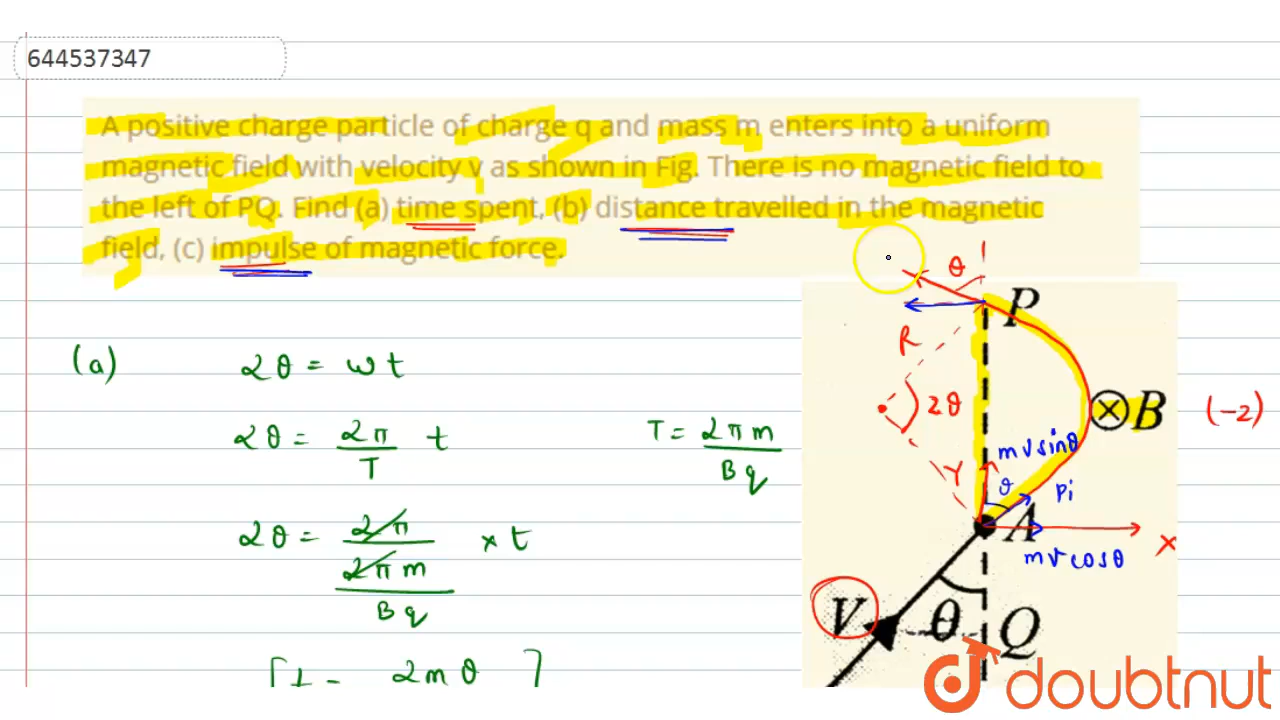 644537347
A positive charge particle of charge q and mass m enters into a uniform
magnetic field with velocity v as shown in Fig. There is no magnetic field to
the left of PQ. Find (a) time spent, (b) distance travelled in the magnetic
field, (c) impulse of magnetic force.
θ
P
R
(a)
2θ = ωt
2θ
B
(-2)
2θ = 2π / T t
T = 2πm / Bq
mv sinθ
Y
θ
Pi
A
X
mv cosθ
2θ = 2π / 2πm / Bq × t
V
θ
Q
[t = 2mθ ]
doubtnut